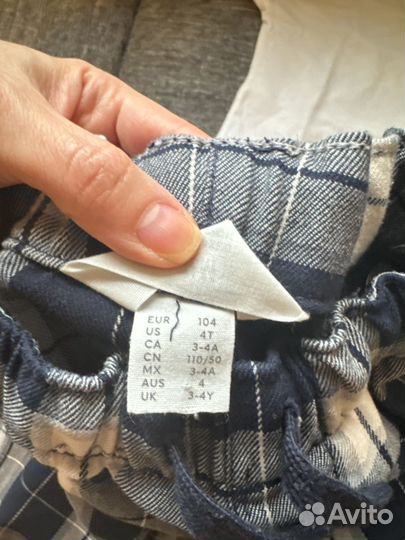 EUR 104
US 4T
CA 3-4A
CN 110/50
MX 3-4A
AUS 4
UK 3-4Y
Avito